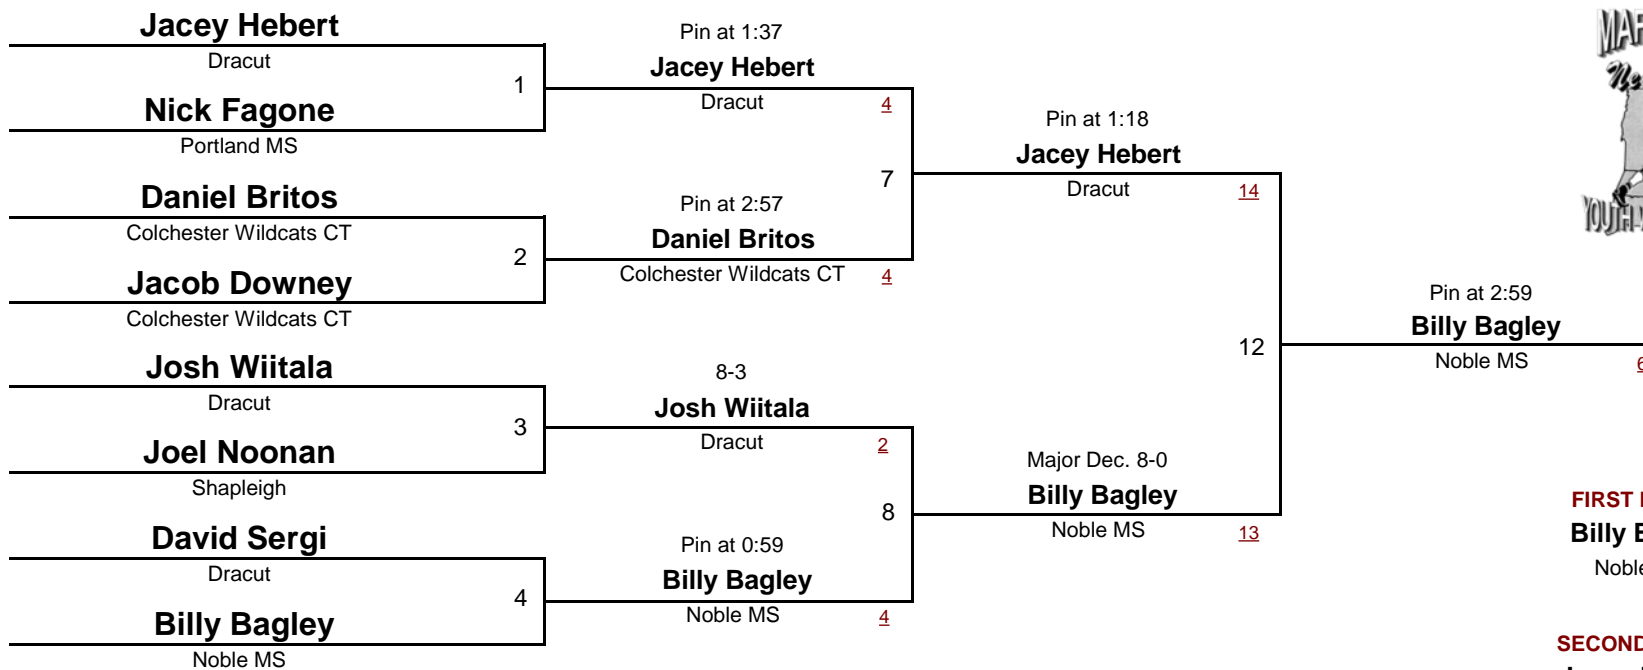 Jacey Hebert
Dracut
1
Nick Fagone
Portland MS
Daniel Britos
Colchester Wildcats CT
2
Jacob Downey
Colchester Wildcats CT
Josh Wiitala
Dracut
3
Joel Noonan
Shapleigh
David Sergi
Dracut
4
Billy Bagley
Noble MS
Pin at 1:37
Jacey Hebert
Dracut 4
7
Pin at 2:57
Daniel Britos
Colchester Wildcats CT 4
8-3
Josh Wiitala
Dracut 2
8
Pin at 0:59
Billy Bagley
Noble MS 4
Pin at 1:18
Jacey Hebert
Dracut 14
12
Major Dec. 8-0
Billy Bagley
Noble MS 13
Pin at 2:59
Billy Bagley
Noble MS 6
FIRST
Billy
Noble
SECOND